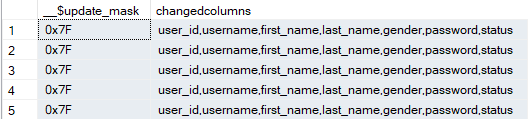 __$update_mask changedcolumns
1 0x7F user_id,username,first_name,last_name,gender,password,status
2 0x7F user_id,username,first_name,last_name,gender,password,status
3 0x7F user_id,username,first_name,last_name,gender,password,status
4 0x7F user_id,username,first_name,last_name,gender,password,status
5 0x7F user_id,username,first_name,last_name,gender,password,status